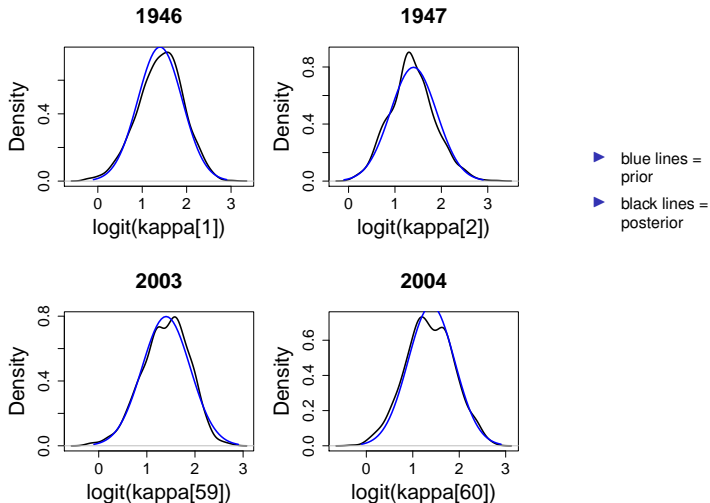 1946
1947
Density
0.0
0.4
0 1 2 3
logit(kappa[1])
Density
0.0
0.4
0.8
0 1 2 3
logit(kappa[2])
blue lines =
prior
black lines =
posterior
2003
2004
Density
0.0
0.4
0.8
0 1 2 3
logit(kappa[59])
Density
0.0
0.2
0.4
0.6
0 1 2 3
logit(kappa[60])